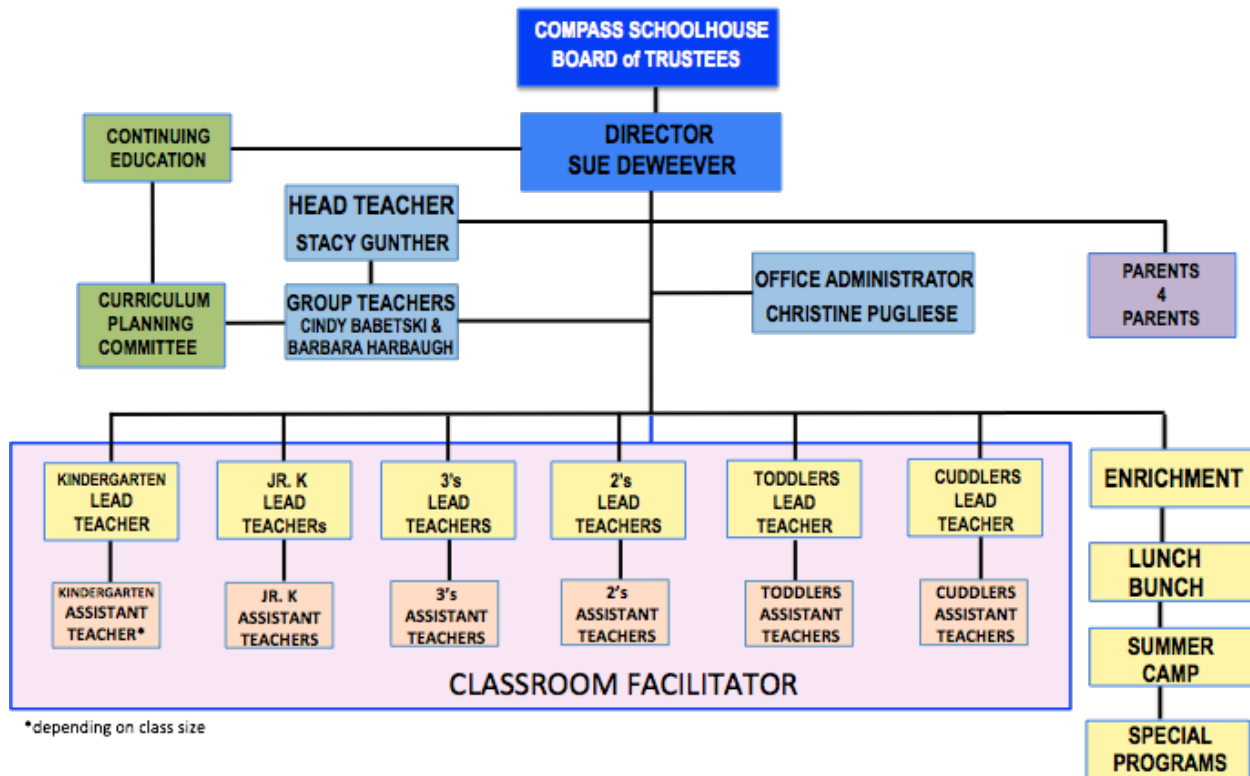 COMPASS SCHOOLHOUSE
BOARD of TRUSTEES
CONTINUING
EDUCATION
DIRECTOR
SUE DEWEEVER
HEAD TEACHER
STACY GUNTHER
OFFICE ADMINISTRATOR
CHRISTINE PUGLIESE
PARENTS
4
PARENTS
CURRICULUM
PLANNING
COMMITTEE
GROUP TEACHERS
CINDY BABETSKI &
BARBARA HARBAUGH
KINDERGARTEN
LEAD
TEACHER
JR. K
LEAD
TEACHERs
3's
LEAD
TEACHERS
2's
LEAD
TEACHERS
TODDLERS
LEAD
TEACHER
CUDDLERS
LEAD
TEACHER
ENRICHMENT
KINDERGARTEN
ASSISTANT
TEACHER*
JR. K
ASSISTANT
TEACHERS
3's
ASSISTANT
TEACHERS
2's
ASSISTANT
TEACHERS
TODDLERS
ASSISTANT
TEACHERS
CUDDLERS
ASSISTANT
TEACHERS
LUNCH
BUNCH
SUMMER
CAMP
CLASSROOM FACILITATOR
*depending on class size
SPECIAL
PROGRAMS